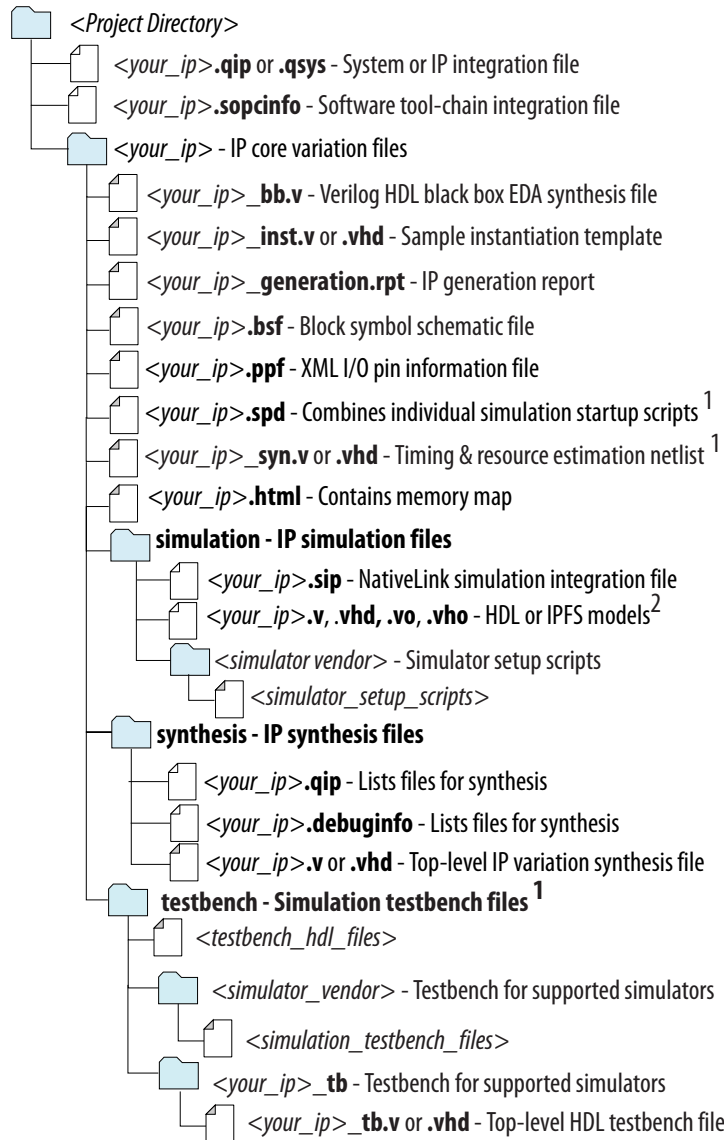 <Project Directory>
<your_ip>.qip or .qsys - System or IP integration file
<your_ip>.sopcinfo - Software tool-chain integration file
<your_ip> - IP core variation files
<your_ip>_bb.v - Verilog HDL black box EDA synthesis file
<your_ip>_inst.v or .vhd - Sample instantiation template
<your_ip>_generation.rpt - IP generation report
<your_ip>.bsf - Block symbol schematic file
<your_ip>.ppf - XML I/O pin information file
<your_ip>.spd - Combines individual simulation startup scripts 1
<your_ip>_syn.v or .vhd - Timing & resource estimation netlist 1
<your_ip>.html - Contains memory map
simulation - IP simulation files
<your_ip>.sip - NativeLink simulation integration file
<your_ip>.v, .vhd, .vo, .vho - HDL or IPFS models2
<simulator vendor> - Simulator setup scripts
<simulator_setup_scripts>
synthesis - IP synthesis files
<your_ip>.qip - Lists files for synthesis
<your_ip>.debuginfo - Lists files for synthesis
<your_ip>.v or .vhd - Top-level IP variation synthesis file
testbench - Simulation testbench files 1
<testbench_hdl_files>
<simulator_vendor> - Testbench for supported simulators
<simulation_testbench_files>
<your_ip>_tb - Testbench for supported simulators
<your_ip>_tb.v or .vhd - Top-level HDL testbench file